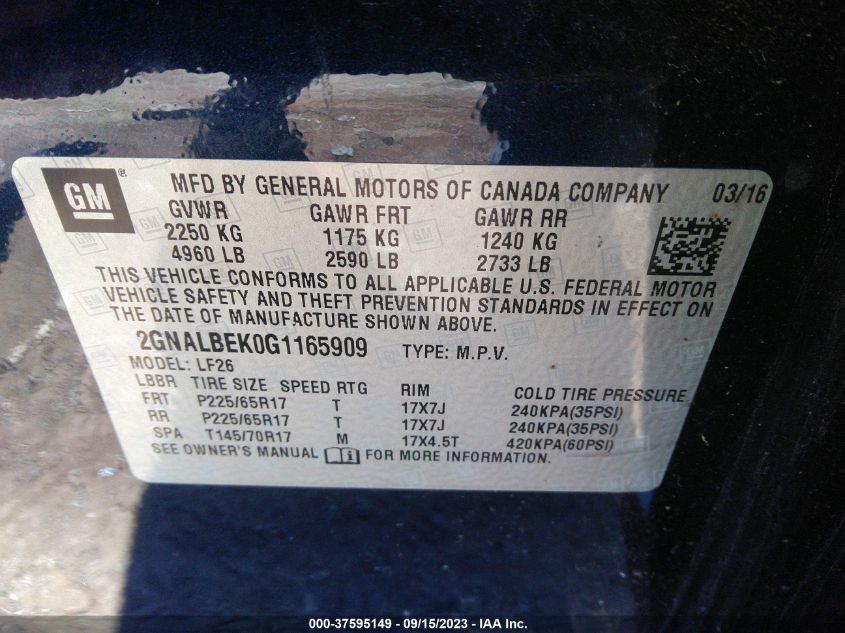 GM ®
MFD BY GENERAL MOTORS OF CANADA COMPANY 03/16
GVWR GAWR FRT GAWR RR
2250 KG 1175 KG 1240 KG
4960 LB 2590 LB 2733 LB
THIS VEHICLE CONFORMS TO ALL APPLICABLE U.S. FEDERAL MOTOR
VEHICLE SAFETY AND THEFT PREVENTION STANDARDS IN EFFECT ON
THE DATE OF MANUFACTURE SHOWN ABOVE.
2GNALBEK0G1165909 TYPE: M.P.V.
MODEL: LF26
LBBR TIRE SIZE SPEED RTG RIM COLD TIRE PRESSURE
FRT P225/65R17 T 17X7J 240KPA(35PSI)
RR P225/65R17 T 17X7J 240KPA(35PSI)
SPA T145/70R17 M 17X4.5T 420KPA(60PSI)
SEE OWNER'S MANUAL FOR MORE INFORMATION.
000-37595149 - 09/15/2023 - IAA Inc.